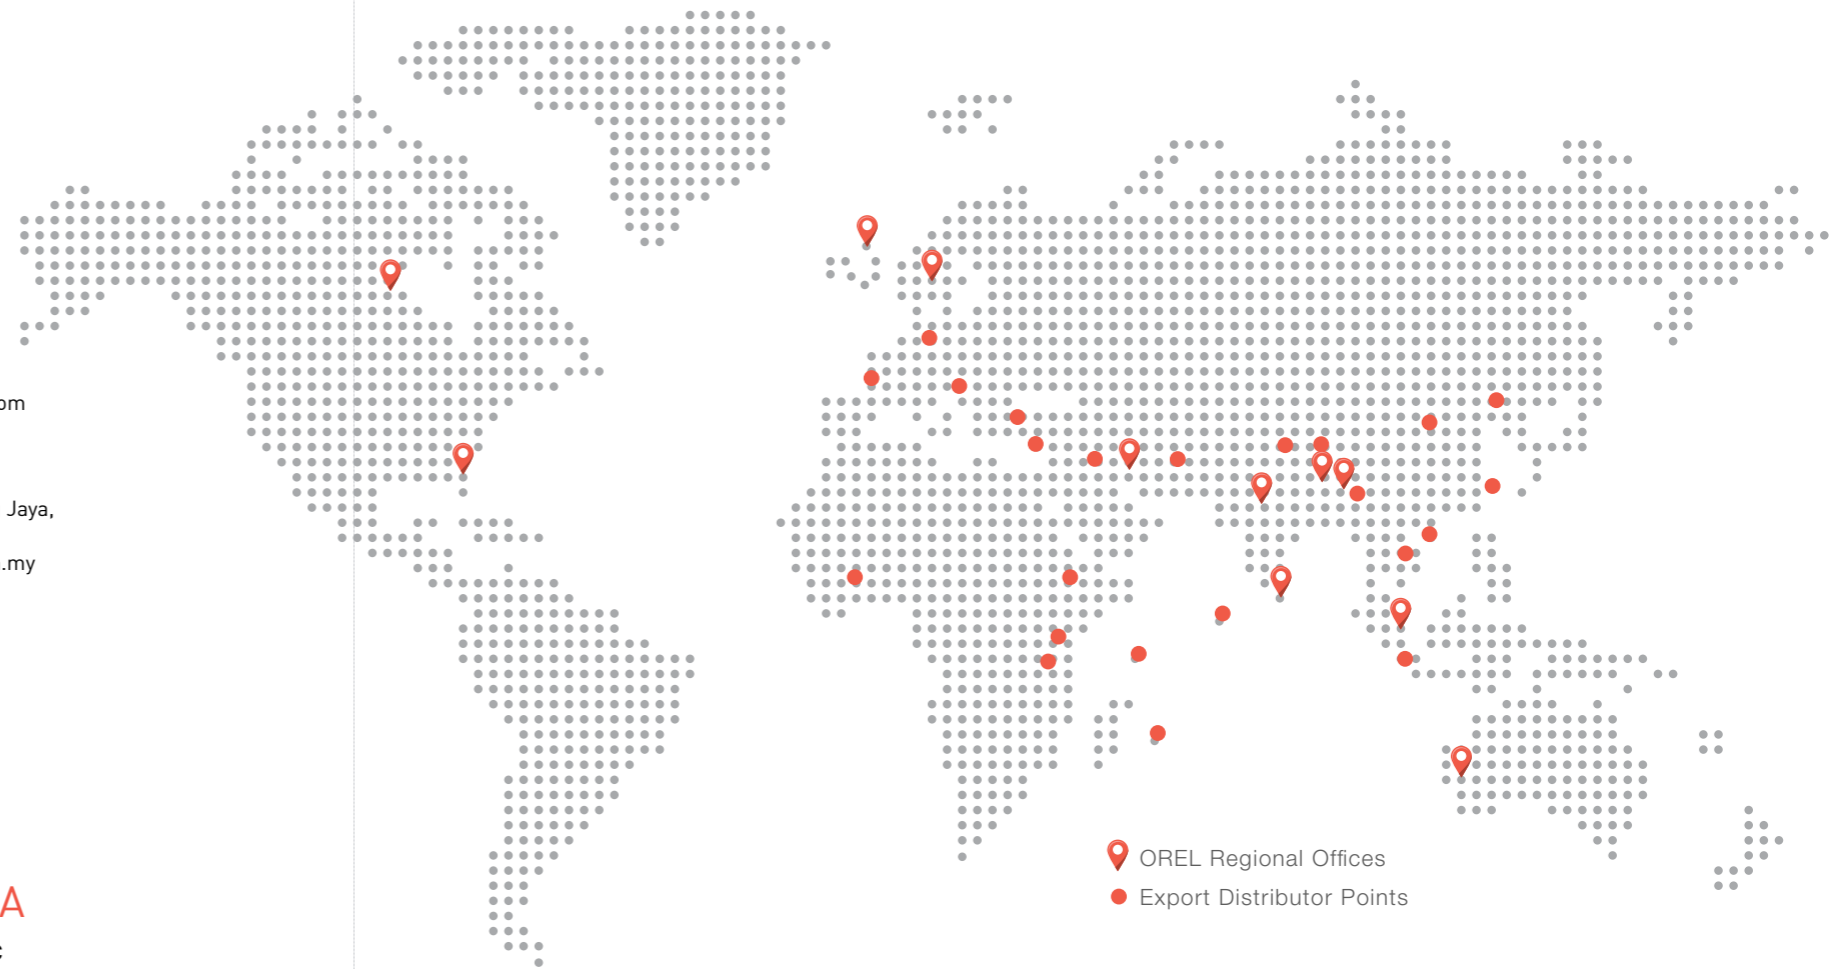 om
Jaya,
.my
A
OREL Regional Offices
Export Distributor Points